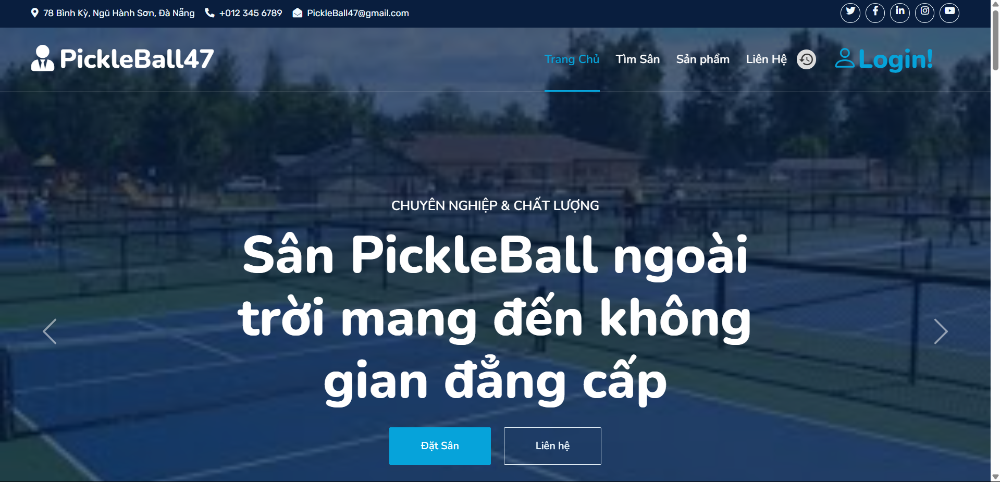 78 Bình Kỳ, Ngũ Hành Sơn, Đà Nẵng +012 345 6789 PickleBall47@gmail.com
PickleBall47 Trang Chủ Tìm Sân Sản phẩm Liên Hệ Login!
CHUYÊN NGHIỆP & CHẤT LƯỢNG
Sân PickleBall ngoài
trời mang đến không
gian đẳng cấp
Đặt Sân Liên hệ